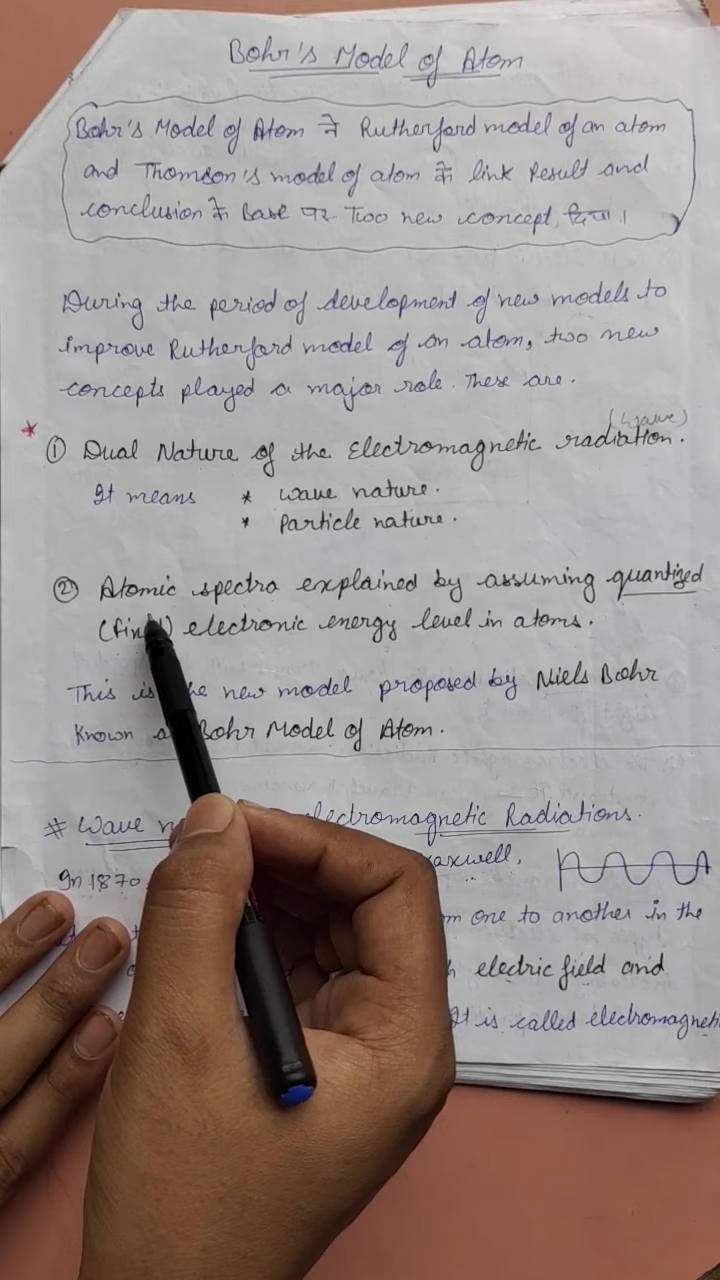 Bohr's Model of Atom
Bohr's Model of Atom ने Rutherford model of an atom
and Thomson's model of atom के link Result and
conclusion के Base पर Two new concept दिया।
During the period of development of new models to
improve Rutherford model of an atom, two new
concepts played a major role. These are.
(wave)
* ① Dual Nature of the Electromagnetic radiation.
It means * wave nature.
* Particle nature.
② Atomic spectra explained by assuming quantized
electronic energy level in atoms.
This is new model proposed by Niels Bohr
Known Bohr Model of Atom.
# Wave Electromagnetic Radiations.
In 1870, Maxwell,
one to another in the
electric field and
It is called electromagnet